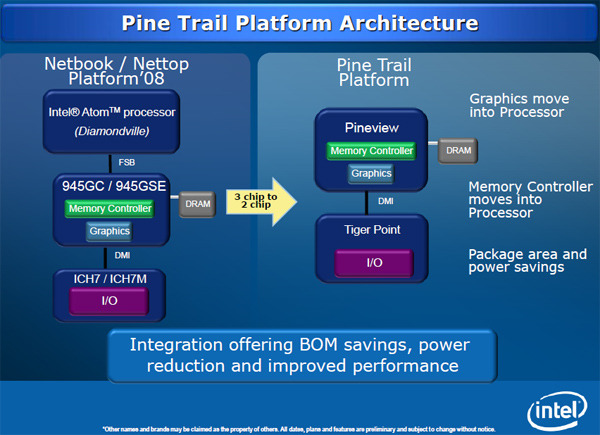 Pine Trail Platform Architecture
Netbook / Nettop
Platform'08
Intel® Atom™ processor
(Diamondville)
FSB
945GC / 945GSE
Memory Controller
Graphics
DRAM
DMI
ICH7 / ICH7M
I/O
3 chip to
2 chip
Pine Trail
Platform
Pineview
Memory Controller
Graphics
DRAM
DMI
Tiger Point
I/O
Graphics move
into Processor
Memory Controller
moves into
Processor
Package area and
power savings
Integration offering BOM savings, power
reduction and improved performance
intel®
*Other names and brands may be claimed as the property of others. All dates, plans and features are preliminary and subject to change without notice.